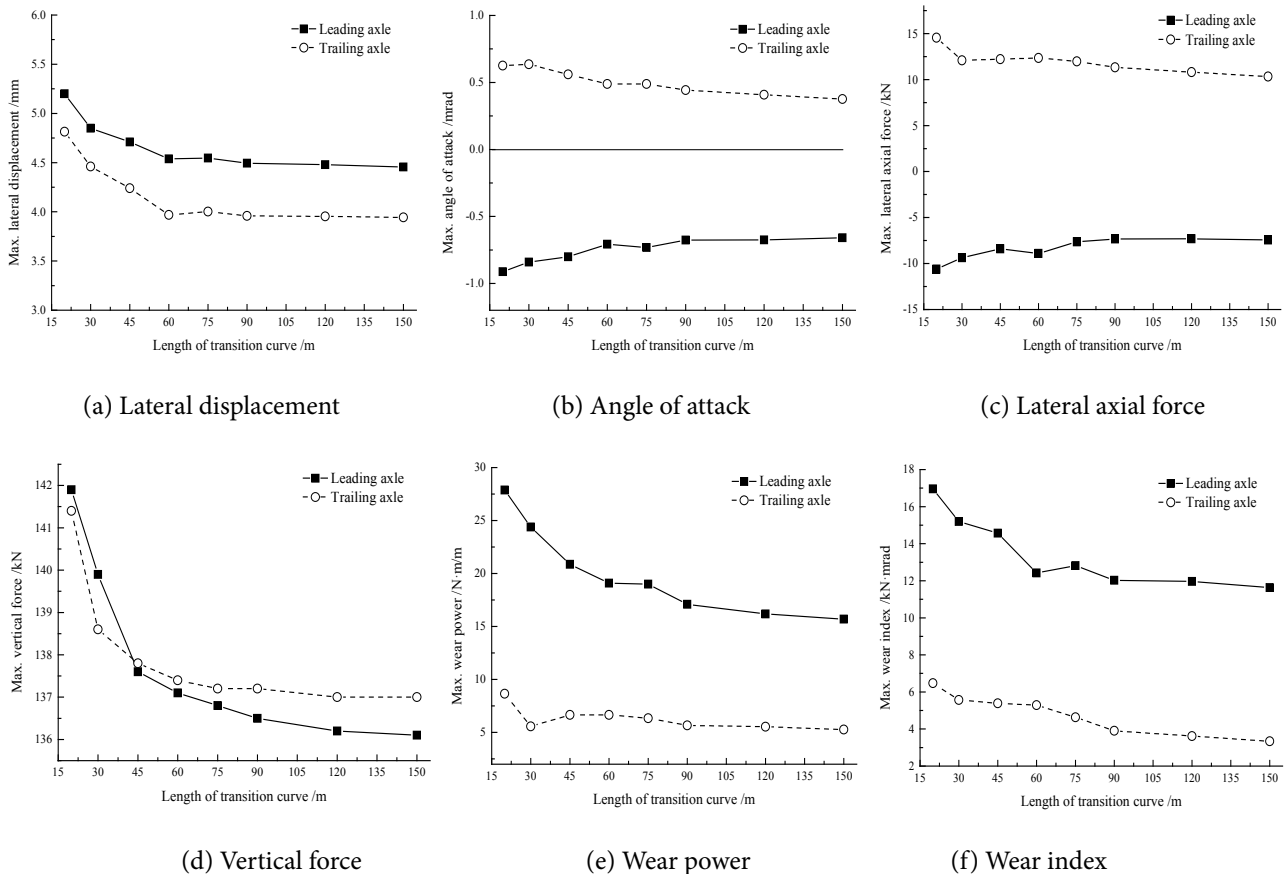 Leading axle
Trailing axle
6.0
5.5
5.0
4.5
4.0
3.5
3.0
Max. lateral displacement /mm
15 30 45 60 75 90 105 120 135 150
Length of transition curve /m
(a) Lateral displacement
Leading axle
Trailing axle
1.0
0.5
0.0
-0.5
-1.0
Max. angle of attack /mrad
15 30 45 60 75 90 105 120 135 150
Length of transition curve /m
(b) Angle of attack
Leading axle
Trailing axle
15
10
5
0
-5
-10
-15
Max. lateral axial force /kN
15 30 45 60 75 90 105 120 135 150
Length of transition curve /m
(c) Lateral axial force
Leading axle
Trailing axle
142
141
140
139
138
137
136
Max. vertical force /kN
15 30 45 60 75 90 105 120 135 150
Length of transition curve /m
(d) Vertical force
Leading axle
Trailing axle
30
25
20
15
10
5
Max. wear power /N·m/m
15 30 45 60 75 90 105 120 135 150
Length of transition curve /m
(e) Wear power
Leading axle
Trailing axle
18
16
14
12
10
8
6
4
2
Max. wear index /kN·mrad
15 30 45 60 75 90 105 120 135 150
Length of transition curve /m
(f) Wear index